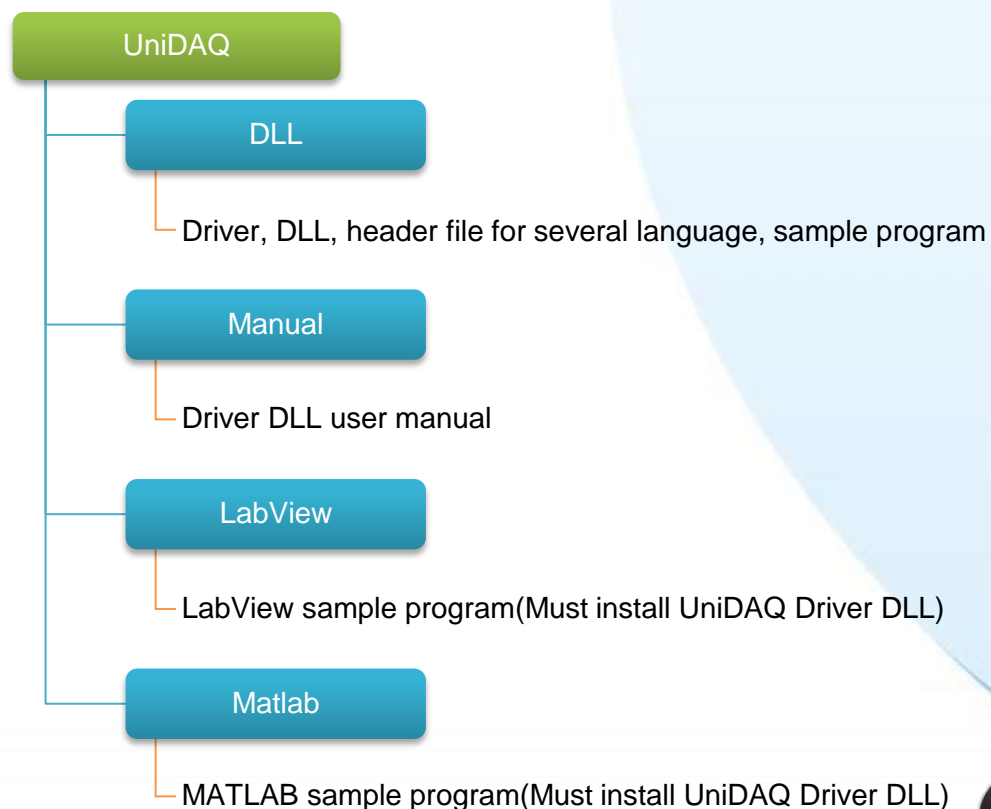 UniDAQ
DLL
Driver, DLL, header file for several language, sample program
Manual
Driver DLL user manual
LabView
LabView sample program(Must install UniDAQ Driver DLL)
Matlab
MATLAB sample program(Must install UniDAQ Driver DLL)